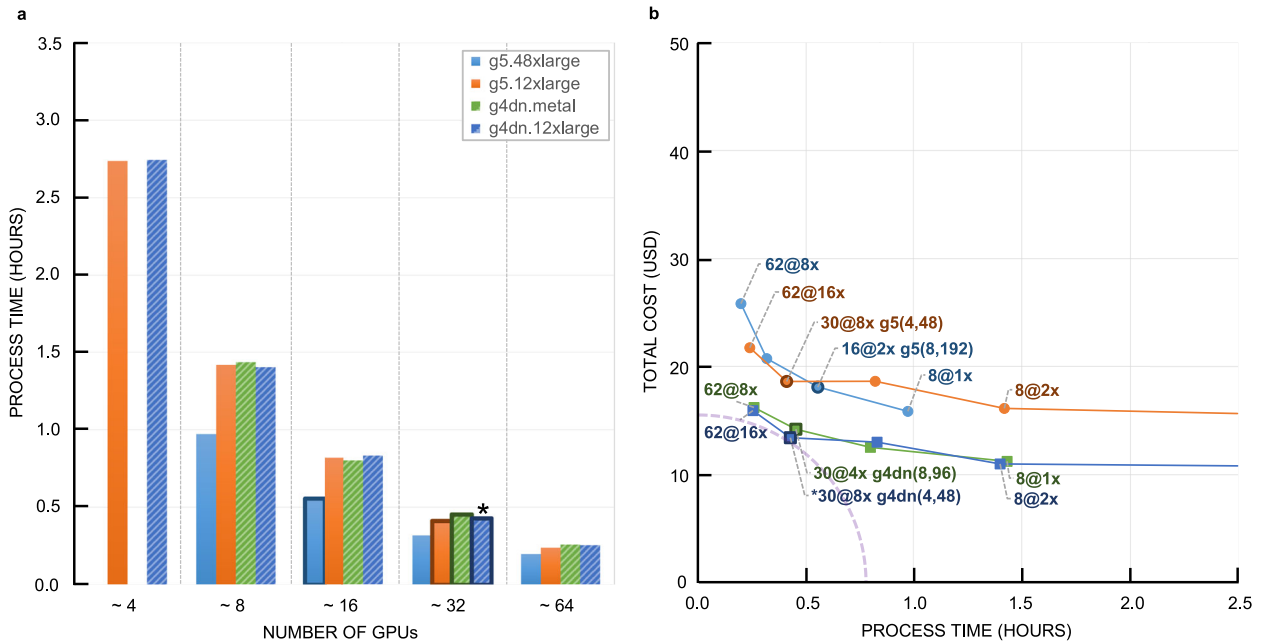 a
3.5
3.0
2.5
2.0
1.5
1.0
0.5
0.0
PROCESS TIME (HOURS)
g5.48xlarge
g5.12xlarge
g4dn.metal
g4dn.12xlarge
*
~ 4
~ 8
~ 16
~ 32
~ 64
NUMBER OF GPUs
b
50
40
30
20
10
0
TOTAL COST (USD)
62@8x
62@16x
30@8x g5(4,48)
16@2x g5(8,192)
8@1x
8@2x
62@8x
62@16x
30@4x g4dn(8,96)
*30@8x g4dn(4,48)
8@1x
8@2x
0.0
0.5
1.0
1.5
2.0
2.5
PROCESS TIME (HOURS)